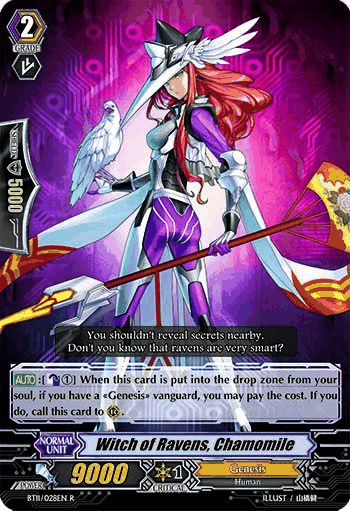 2
GRADE
SHIELD
5000
You shouldn't reveal secrets nearby.
Don't you know that ravens are very smart?
AUTO:[①] When this card is put into the drop zone from your
soul, if you have a «Genesis» vanguard, you may pay the cost. If you
do, call this card to .
NORMAL
UNIT
Witch of Ravens, Chamomile
POWER
9000
1
CRITICAL
Genesis
Human
BT11/028EN R
ILLUST / 山橋健